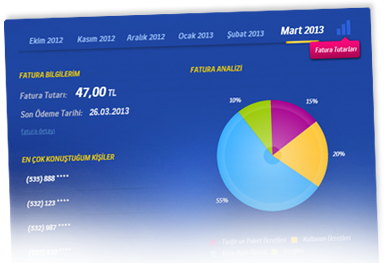 Ekim 2012 Kasım 2012 Aralık 2012 Ocak 2013 Şubat 2013 Mart 2013
Fatura Tutarları
FATURA BİLGİLERİM
Fatura Tutarı: 47,00 TL
Son Ödeme Tarihi: 26.03.2013
fatura detayı
FATURA ANALİZİ
10%
15%
20%
55%
EN ÇOK KONUŞTUĞUM KİŞİLER
(535) 888 ****
(532) 123 ****
(532) 987 ****